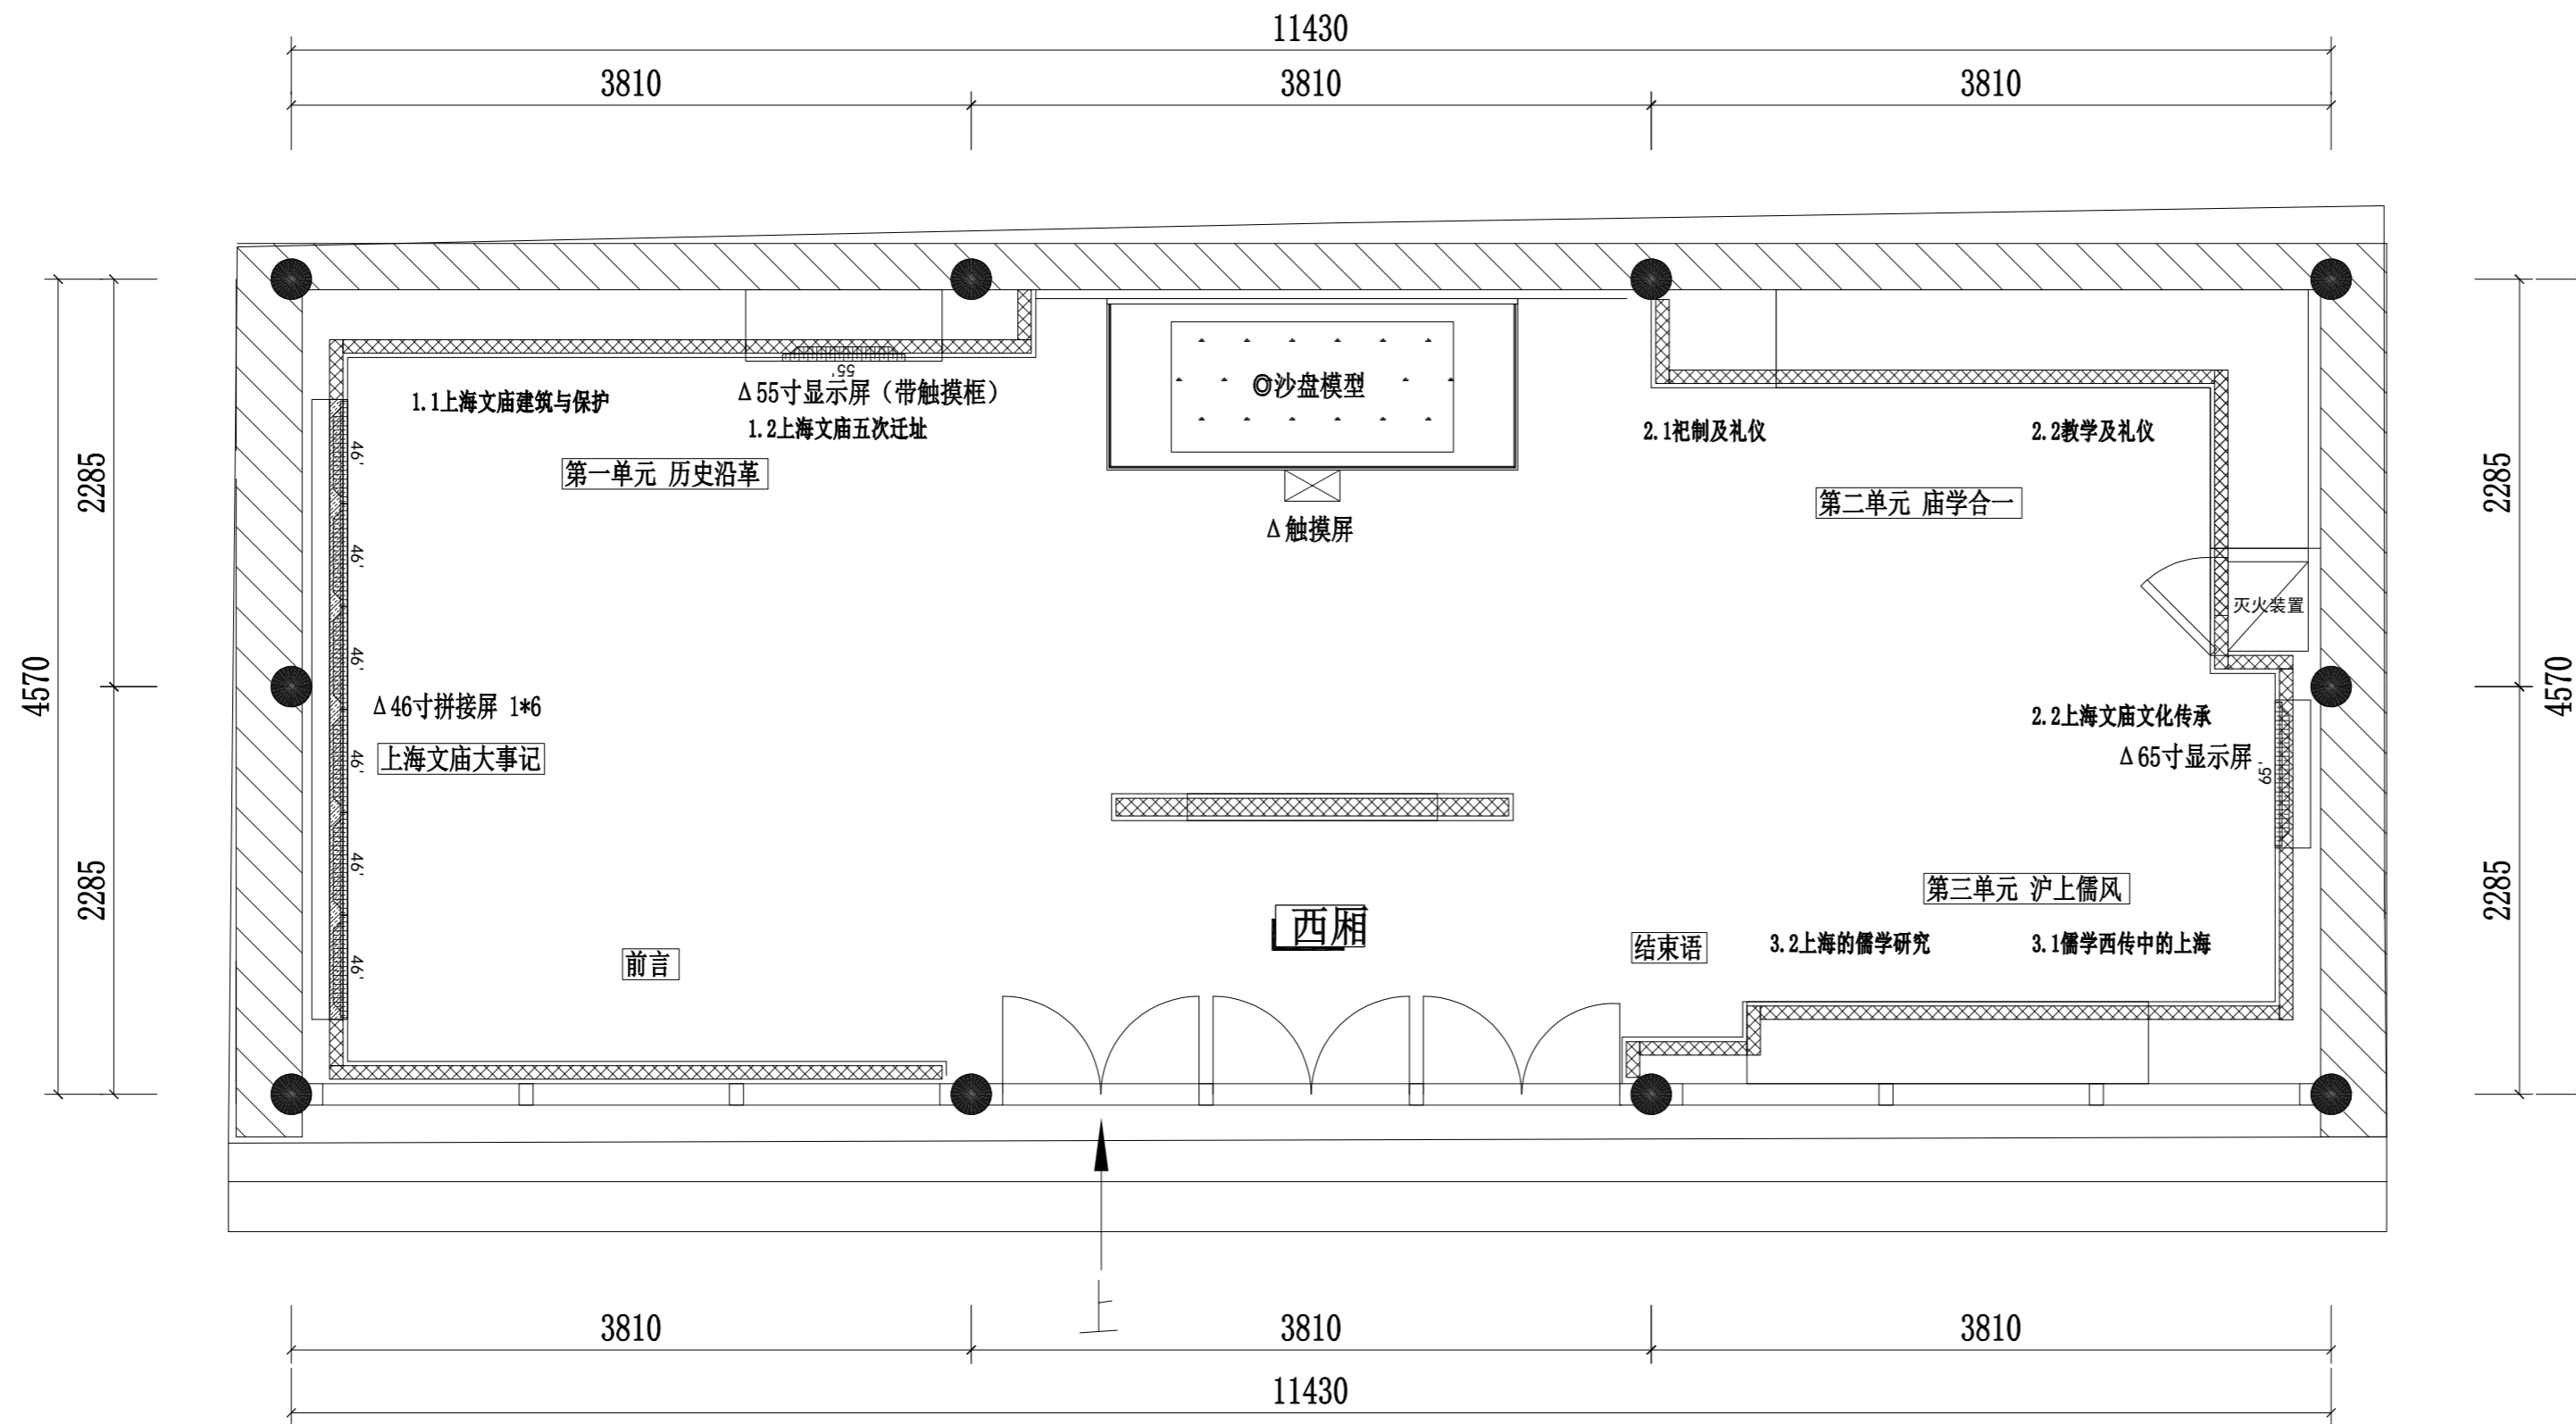 11430
3810
3810
3810
2285
2285
4570
2285
2285
4570
1.1上海文庙建筑与保护
55'
Δ55寸显示屏（带触摸框）
1.2上海文庙五次迁址
第一单元 历史沿革
◎沙盘模型
Δ触摸屏
2.1祀制及礼仪
2.2教学及礼仪
第二单元 庙学合一
灭火装置
46'
46'
46'
46'
46'
46'
Δ46寸拼接屏 1*6
上海文庙大事记
2.2上海文庙文化传承
Δ65寸显示屏
65'
第三单元 沪上儒风
3.2上海的儒学研究
3.1儒学西传中的上海
西厢
结束语
前言
上
3810
3810
3810
11430